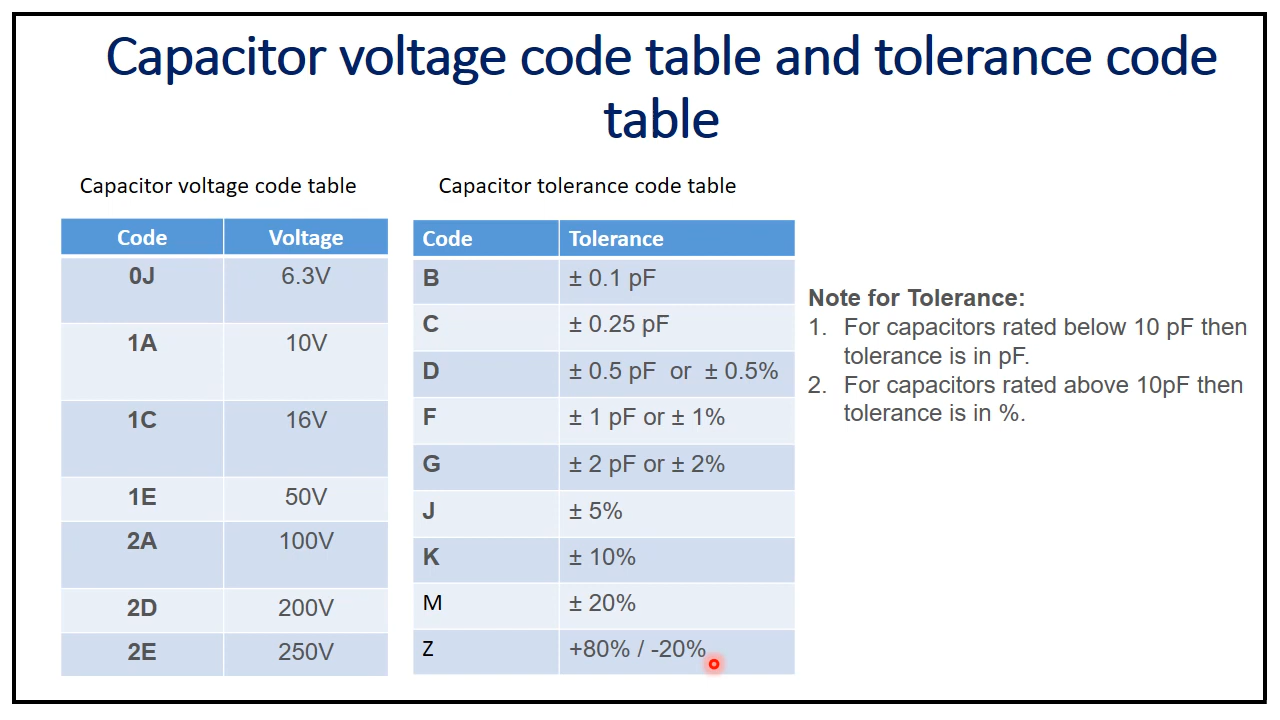 Capacitor voltage code table and tolerance code
table
Capacitor voltage code table
Code Voltage
0J 6.3V
1A 10V
1C 16V
1E 50V
2A 100V
2D 200V
2E 250V
Capacitor tolerance code table
Code Tolerance
B ± 0.1 pF
C ± 0.25 pF
D ± 0.5 pF or ± 0.5%
F ± 1 pF or ± 1%
G ± 2 pF or ± 2%
J ± 5%
K ± 10%
M ± 20%
Z +80% / -20%
Note for Tolerance:
1. For capacitors rated below 10 pF then
tolerance is in pF.
2. For capacitors rated above 10pF then
tolerance is in %.